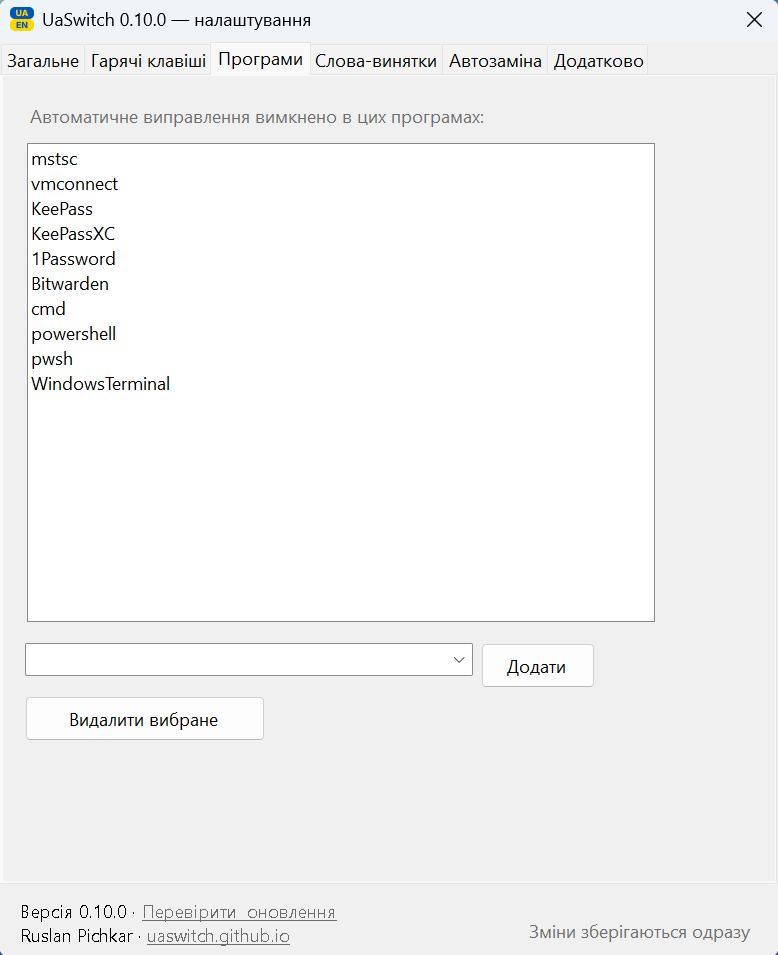 UA
EN
UaSwitch 0.10.0 — налаштування
Загальне Гарячі клавіші Програми Слова-винятки Автозаміна Додатково
Автоматичне виправлення вимкнено в цих програмах:
mstsc
vmconnect
KeePass
KeePassXC
1Password
Bitwarden
cmd
powershell
pwsh
WindowsTerminal
Додати
Видалити вибране
Версія 0.10.0 · Перевірити оновлення
Ruslan Pichkar · uaswitch.github.io
Зміни зберігаються одразу